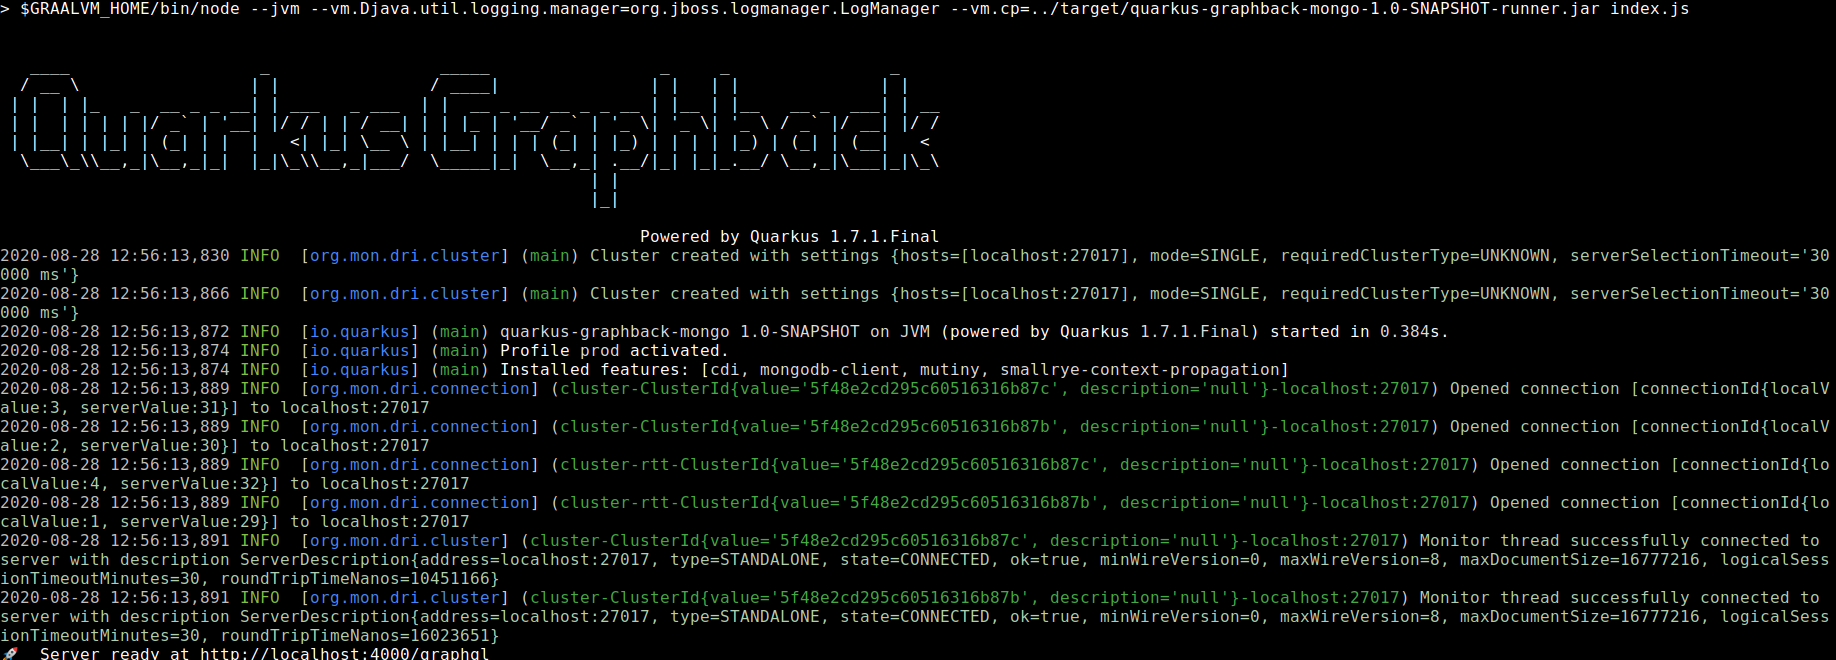 > $GRAALVM_HOME/bin/node --jvm --vm.Djava.util.logging.manager=org.jboss.logmanager.LogManager --vm.cp=../target/quarkus-graphback-mongo-1.0-SNAPSHOT-runner.jar index.js
QuarkusGraphback
Powered by Quarkus 1.7.1.Final
2020-08-28 12:56:13,830 INFO  [org.mon.dri.cluster] (main) Cluster created with settings {hosts=[localhost:27017], mode=SINGLE, requiredClusterType=UNKNOWN, serverSelectionTimeout='30
000 ms'}
2020-08-28 12:56:13,866 INFO  [org.mon.dri.cluster] (main) Cluster created with settings {hosts=[localhost:27017], mode=SINGLE, requiredClusterType=UNKNOWN, serverSelectionTimeout='30
000 ms'}
2020-08-28 12:56:13,872 INFO  [io.quarkus] (main) quarkus-graphback-mongo 1.0-SNAPSHOT on JVM (powered by Quarkus 1.7.1.Final) started in 0.384s.
2020-08-28 12:56:13,874 INFO  [io.quarkus] (main) Profile prod activated.
2020-08-28 12:56:13,874 INFO  [io.quarkus] (main) Installed features: [cdi, mongodb-client, mutiny, smallrye-context-propagation]
2020-08-28 12:56:13,889 INFO  [org.mon.dri.connection] (cluster-ClusterId{value='5f48e2cd295c60516316b87c', description='null'}-localhost:27017) Opened connection [connectionId{localV
alue:3, serverValue:31}] to localhost:27017
2020-08-28 12:56:13,889 INFO  [org.mon.dri.connection] (cluster-ClusterId{value='5f48e2cd295c60516316b87b', description='null'}-localhost:27017) Opened connection [connectionId{localV
alue:2, serverValue:30}] to localhost:27017
2020-08-28 12:56:13,889 INFO  [org.mon.dri.connection] (cluster-rtt-ClusterId{value='5f48e2cd295c60516316b87c', description='null'}-localhost:27017) Opened connection [connectionId{lo
calValue:4, serverValue:32}] to localhost:27017
2020-08-28 12:56:13,889 INFO  [org.mon.dri.connection] (cluster-rtt-ClusterId{value='5f48e2cd295c60516316b87b', description='null'}-localhost:27017) Opened connection [connectionId{lo
calValue:1, serverValue:29}] to localhost:27017
2020-08-28 12:56:13,891 INFO  [org.mon.dri.cluster] (cluster-ClusterId{value='5f48e2cd295c60516316b87c', description='null'}-localhost:27017) Monitor thread successfully connected to
server with description ServerDescription{address=localhost:27017, type=STANDALONE, state=CONNECTED, ok=true, minWireVersion=0, maxWireVersion=8, maxDocumentSize=16777216, logicalSess
ionTimeoutMinutes=30, roundTripTimeNanos=10451166}
2020-08-28 12:56:13,891 INFO  [org.mon.dri.cluster] (cluster-ClusterId{value='5f48e2cd295c60516316b87b', description='null'}-localhost:27017) Monitor thread successfully connected to
server with description ServerDescription{address=localhost:27017, type=STANDALONE, state=CONNECTED, ok=true, minWireVersion=0, maxWireVersion=8, maxDocumentSize=16777216, logicalSess
ionTimeoutMinutes=30, roundTripTimeNanos=16023651}
🚀  Server ready at http://localhost:4000/graphql